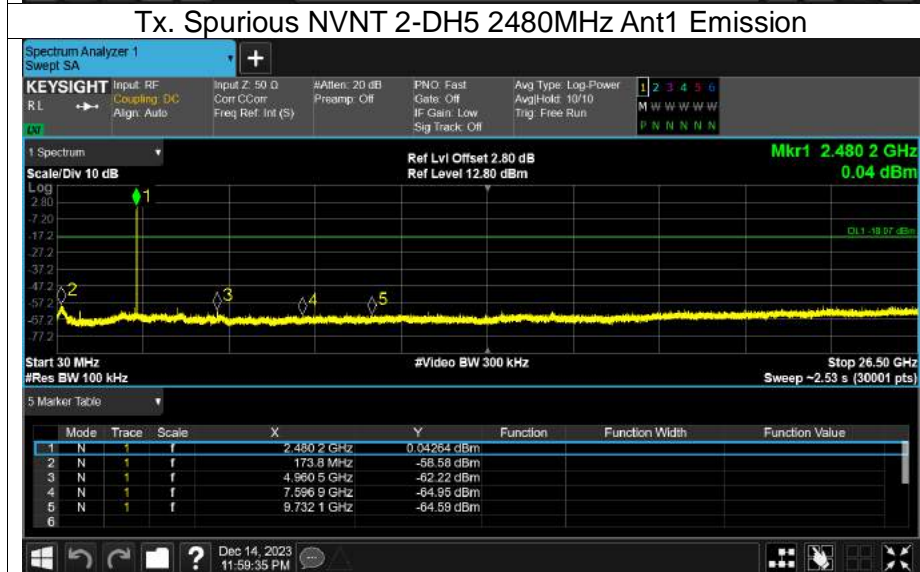 Tx. Spurious NVNT 2-DH5 2480MHz Ant1 Emission
Spectrum Analyzer 1
Swept SA
+
KEYSIGHT
RL
LXI
Input: RF
Coupling: DC
Align: Auto
Input Z: 50 Ω
Corr CCorr
Freq Ref: Int (S)
#Atten: 20 dB
Preamp: Off
PNO: Fast
Gate: Off
IF Gain: Low
Sig Track: Off
Avg Type: Log-Power
Avg|Hold: 10/10
Trig: Free Run
1 2 3 4 5 6
M W W W W W
P N N N N N
1 Spectrum
Scale/Div 10 dB
Ref Lvl Offset 2.80 dB
Ref Level 12.80 dBm
Mkr1 2.480 2 GHz
0.04 dBm
Log
2.80
-7.20
-17.2
-27.2
-37.2
-47.2
-57.2
-67.2
-77.2
1
2
3
4
5
DL1 -18.07 dBm
Start 30 MHz
#Res BW 100 kHz
#Video BW 300 kHz
Stop 26.50 GHz
Sweep ~2.53 s (30001 pts)
5 Marker Table
Mode Trace Scale X Y Function Function Width Function Value
1 N 1 f 2.480 2 GHz 0.04264 dBm
2 N 1 f 173.8 MHz -58.58 dBm
3 N 1 f 4.960 5 GHz -62.22 dBm
4 N 1 f 7.596 9 GHz -64.95 dBm
5 N 1 f 9.732 1 GHz -64.59 dBm
6
?
Dec 14, 2023
11:59:35 PM